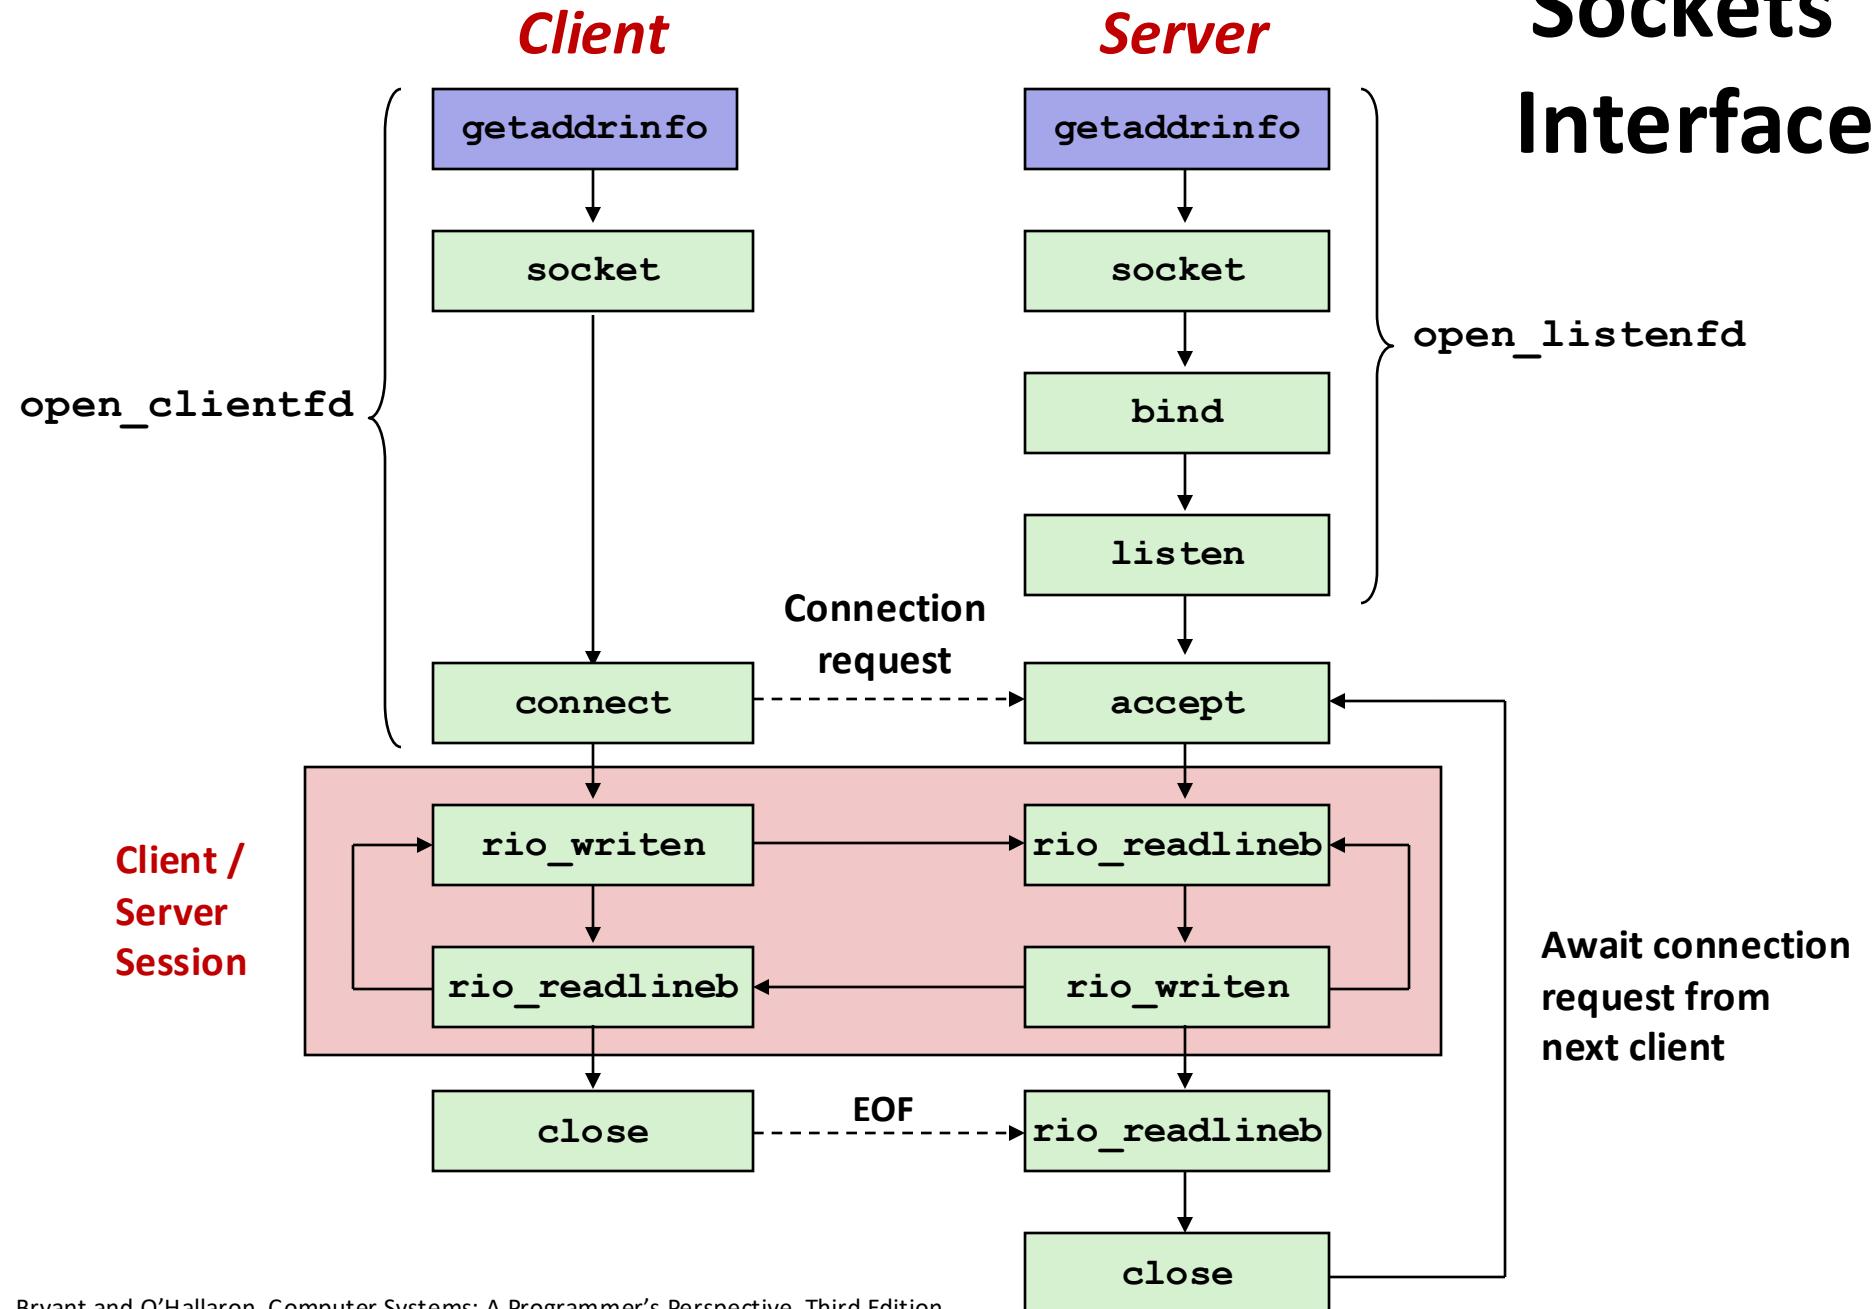 Sockets
Interface
Client
Server
getaddrinfo
getaddrinfo
socket
socket
open_listenfd
open_clientfd
bind
listen
Connection
request
connect
accept
Client /
Server
Session
rio_writen
rio_readlineb
rio_readlineb
rio_writen
Await connection
request from
next client
close
EOF
rio_readlineb
close
Bryant and O'Hallaron, Computer Systems: A Programmer's Perspective, Third Edition